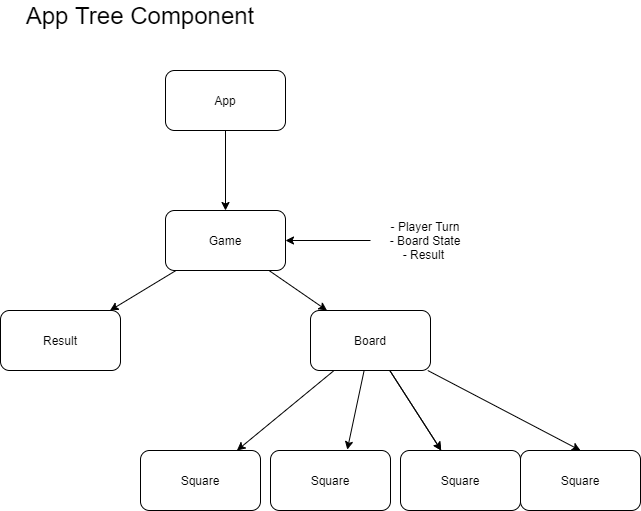 App Tree Component
App
Game
- Player Turn
- Board State
- Result
Result
Board
Square
Square
Square
Square